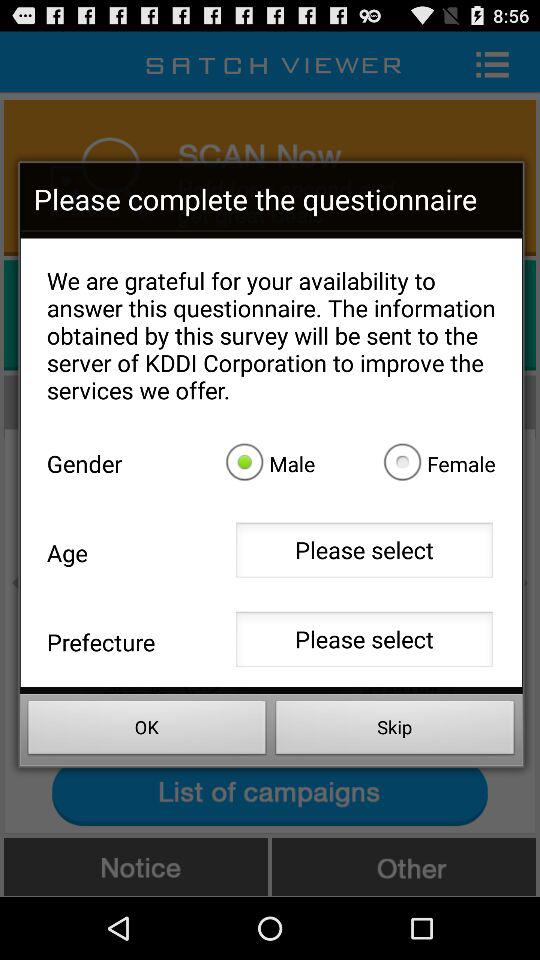 8:56
SATCH VIEWER
SCAN Now
Please complete the questionnaire
We are grateful for your availability to
answer this questionnaire. The information
obtained by this survey will be sent to the
server of KDDI Corporation to improve the
services we offer.
Gender Male Female
Age Please select
Prefecture Please select
OK Skip
List of campaigns
Notice Other